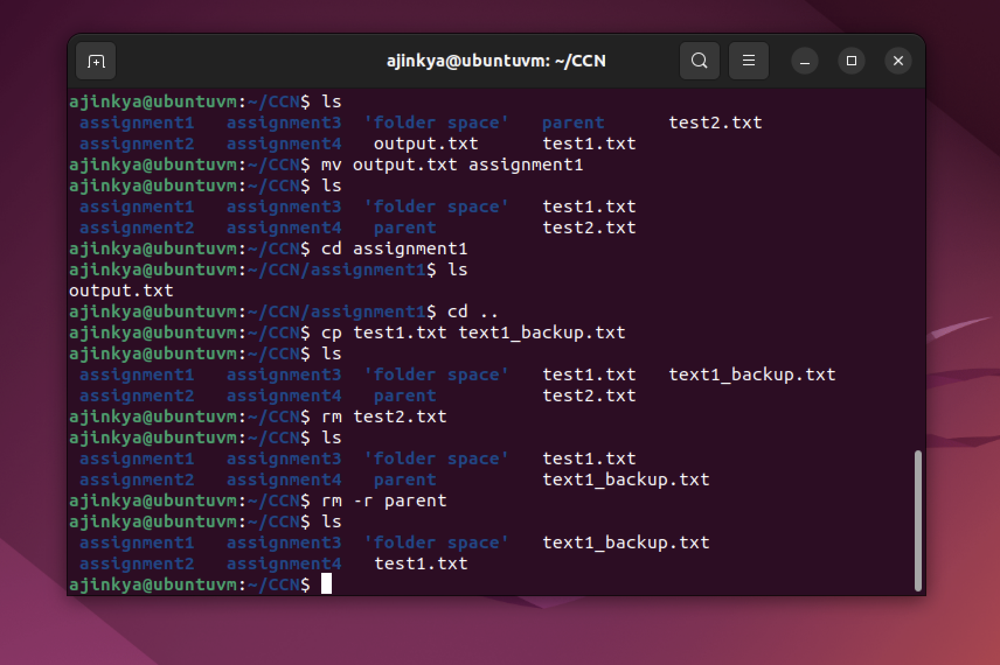 ajinkya@ubuntuvm: ~/CCN
ajinkya@ubuntuvm:~/CCN$ ls
assignment1 assignment3 'folder space' parent test2.txt
assignment2 assignment4 output.txt test1.txt
ajinkya@ubuntuvm:~/CCN$ mv output.txt assignment1
ajinkya@ubuntuvm:~/CCN$ ls
assignment1 assignment3 'folder space' test1.txt
assignment2 assignment4 parent test2.txt
ajinkya@ubuntuvm:~/CCN$ cd assignment1
ajinkya@ubuntuvm:~/CCN/assignment1$ ls
output.txt
ajinkya@ubuntuvm:~/CCN/assignment1$ cd ..
ajinkya@ubuntuvm:~/CCN$ cp test1.txt text1_backup.txt
ajinkya@ubuntuvm:~/CCN$ ls
assignment1 assignment3 'folder space' test1.txt text1_backup.txt
assignment2 assignment4 parent test2.txt
ajinkya@ubuntuvm:~/CCN$ rm test2.txt
ajinkya@ubuntuvm:~/CCN$ ls
assignment1 assignment3 'folder space' test1.txt
assignment2 assignment4 parent text1_backup.txt
ajinkya@ubuntuvm:~/CCN$ rm -r parent
ajinkya@ubuntuvm:~/CCN$ ls
assignment1 assignment3 'folder space' text1_backup.txt
assignment2 assignment4 test1.txt
ajinkya@ubuntuvm:~/CCN$